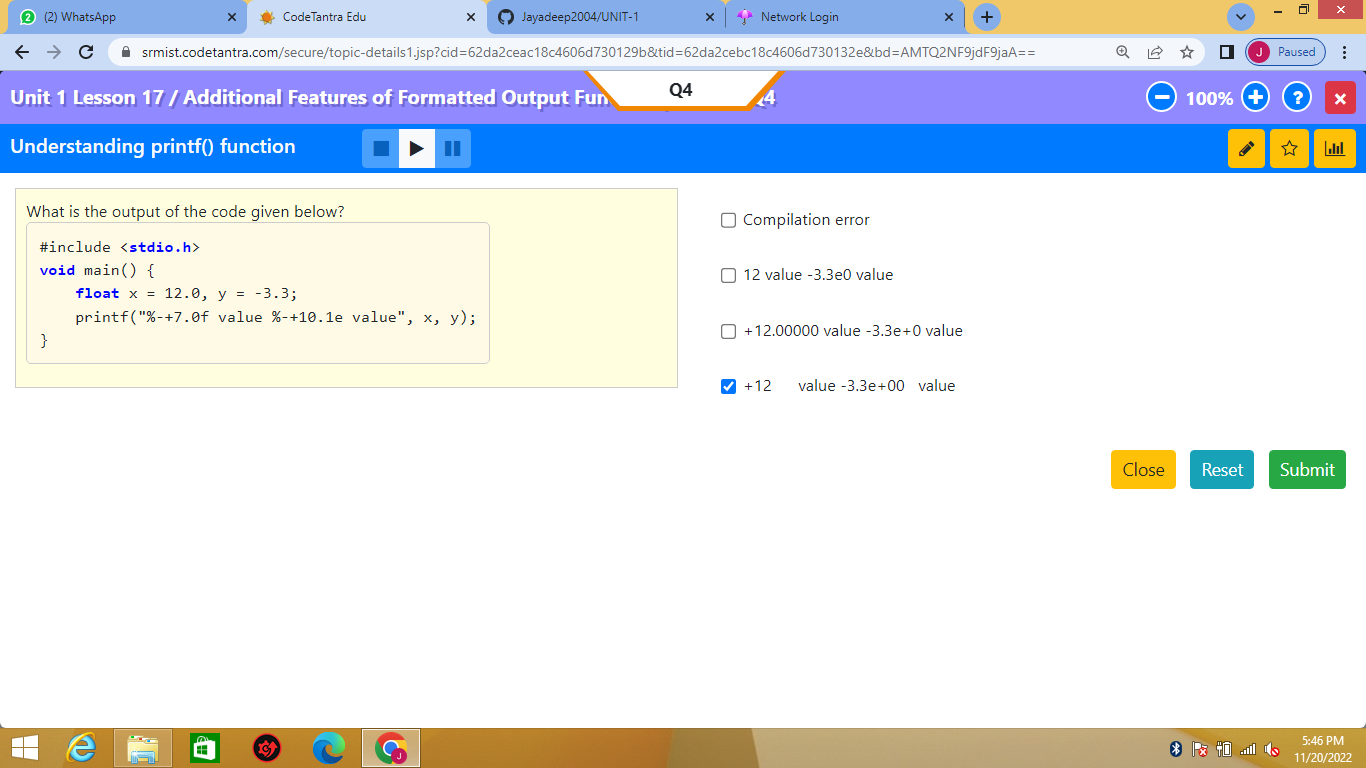 (2) WhatsApp
CodeTantra Edu
Jayadeep2004/UNIT-1
Network Login
srmist.codetantra.com/secure/topic-details1.jsp?cid=62da2ceac18c4606d730129b&tid=62da2cebc18c4606d730132e&bd=AMTQ2NF9jdF9jaA==
J Paused
Unit 1 Lesson 17 / Additional Features of Formatted Output Fun
Q4
100%
?
Understanding printf() function
What is the output of the code given below?
#include <stdio.h>
void main() {
float x = 12.0, y = -3.3;
printf("%-+7.0f value %-+10.1e value", x, y);
}
Compilation error
12 value -3.3e0 value
+12.00000 value -3.3e+0 value
+12 value -3.3e+00 value
Close Reset Submit
5:46 PM
11/20/2022